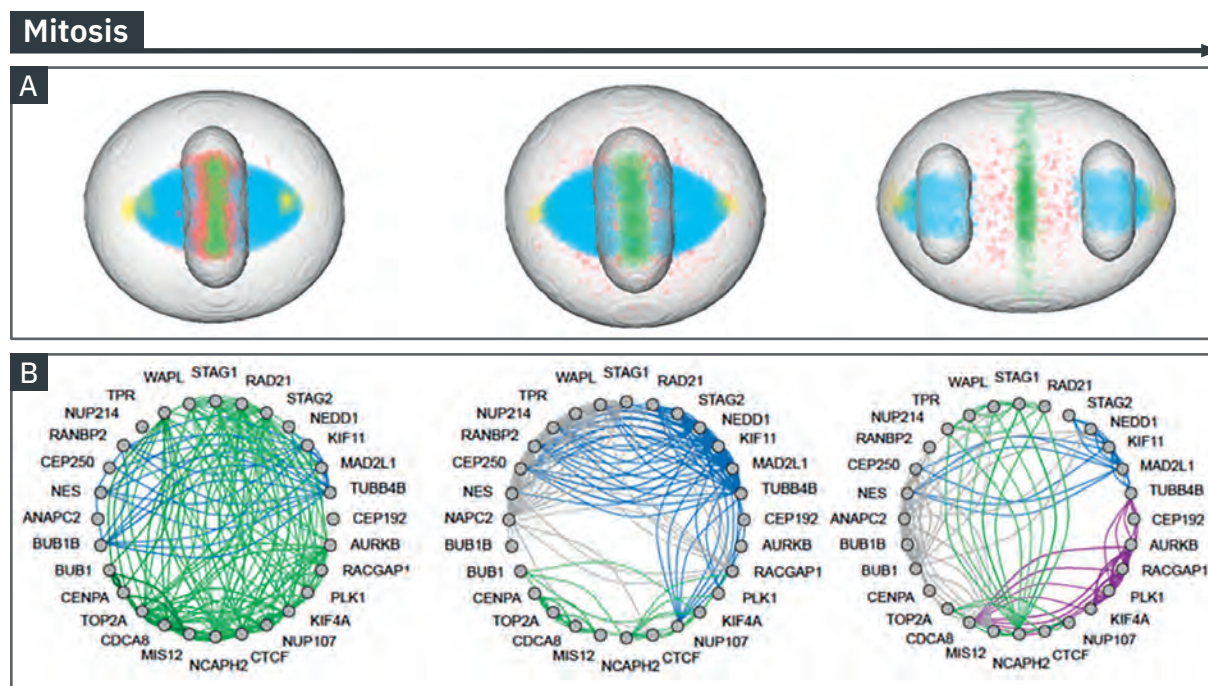 Mitosis
A
B
WAPL STAG1 RAD21
TPR STAG2
NUP214 NEDD1
RANBP2 KIF11
CEP250 MAD2L1
NES TUBB4B
ANAPC2 CEP192
BUB1B AURKB
BUB1 RACGAP1
CENPA PLK1
TOP2A KIF4A
CDCA8 NUP107
MIS12 CTCF
NCAPH2
WAPL STAG1 RAD21
TPR STAG2
NUP214 NEDD1
RANBP2 KIF11
CEP250 MAD2L1
NES TUBB4B
NAPC2 CEP192
BUB1B AURKB
BUB1 RACGAP1
CENPA PLK1
TOP2A KIF4A
CDCA8 NUP107
MIS12 CTCF
NCAPH2
WAPL STAG1 RAD21
TPR STAG2
NUP214 NEDD1
RANBP2 KIF11
CEP250 MAD2L1
NES TUBB4B
ANAPC2 CEP192
BUB1B AURKB
BUB1 RACGAP1
CENPA PLK1
TOP2A KIF4A
CDCA8 NUP107
MIS12 CTCF
NCAPH2